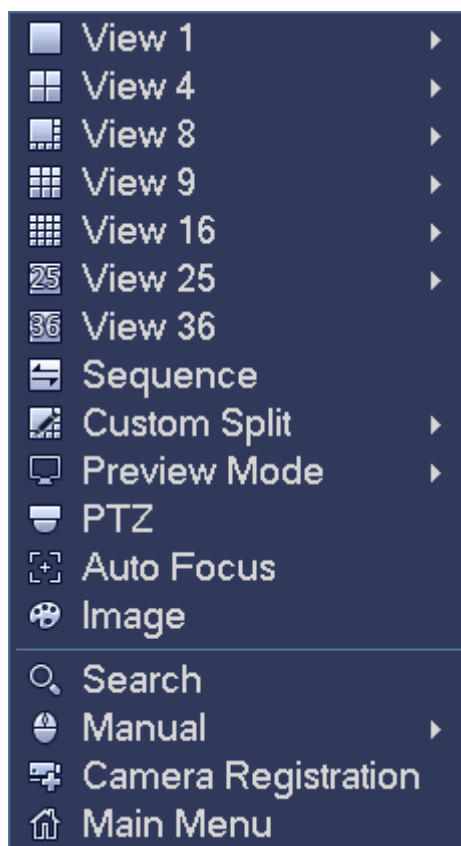 View 1
View 4
View 8
View 9
View 16
25 View 25
36 View 36
Sequence
Custom Split
Preview Mode
PTZ
Auto Focus
Image
Search
Manual
Camera Registration
Main Menu